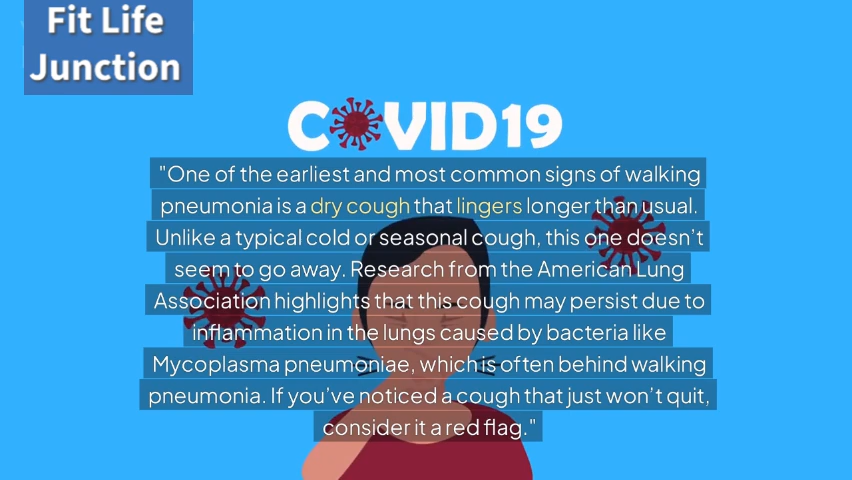 Fit Life
Junction
COVID19
"One of the earliest and most common signs of walking
pneumonia is a dry cough that lingers longer than usual.
Unlike a typical cold or seasonal cough, this one doesn't
seem to go away. Research from the American Lung
Association highlights that this cough may persist due to
inflammation in the lungs caused by bacteria like
Mycoplasma pneumoniae, which is often behind walking
pneumonia. If you've noticed a cough that just won't quit,
consider it a red flag."